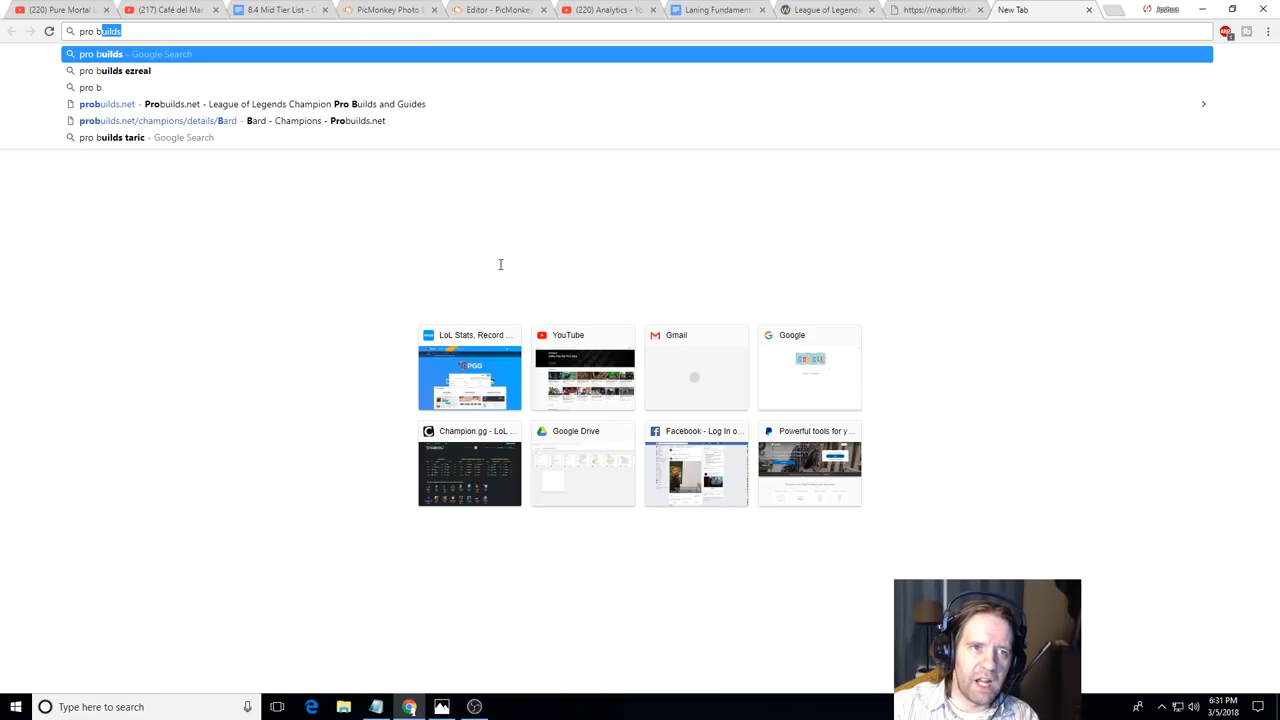 (220) Pure Mortal L
(217) Café del Mar
8.4 Mid Tier List - G
PicMonkey Photo E
Editor - PicMonkey
(220) Analytics - Yo
Laning Fundament
League of Legends
https://map.riftkit.
New Tab
Joshua
pro builds
pro builds - Google Search
pro builds ezreal
pro b
probuilds.net - Probuilds.net - League of Legends Champion Pro Builds and Guides
probuilds.net/champions/details/Bard - Bard - Champions - Probuilds.net
pro builds taric - Google Search
LoL Stats, Record ...
YouTube
Gmail
Google
Champion.gg - LoL ...
Google Drive
Facebook - Log In o...
Powerful tools for y...
Type here to search
6:31 PM
3/5/2018